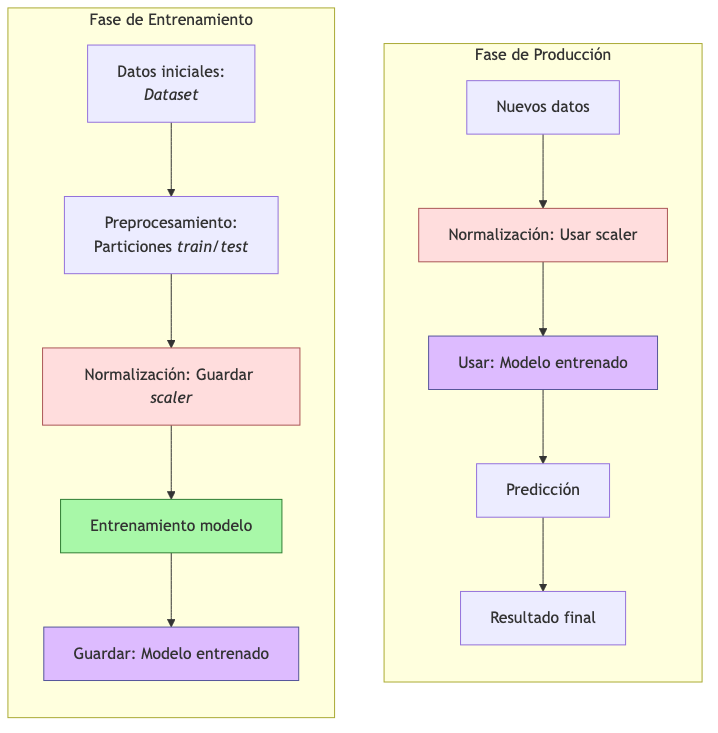 Fase de Entrenamiento
Datos iniciales:
Dataset
Preprocesamiento:
Particiones train/test
Normalización: Guardar
scaler
Entrenamiento modelo
Guardar: Modelo entrenado
Fase de Producción
Nuevos datos
Normalización: Usar scaler
Usar: Modelo entrenado
Predicción
Resultado final